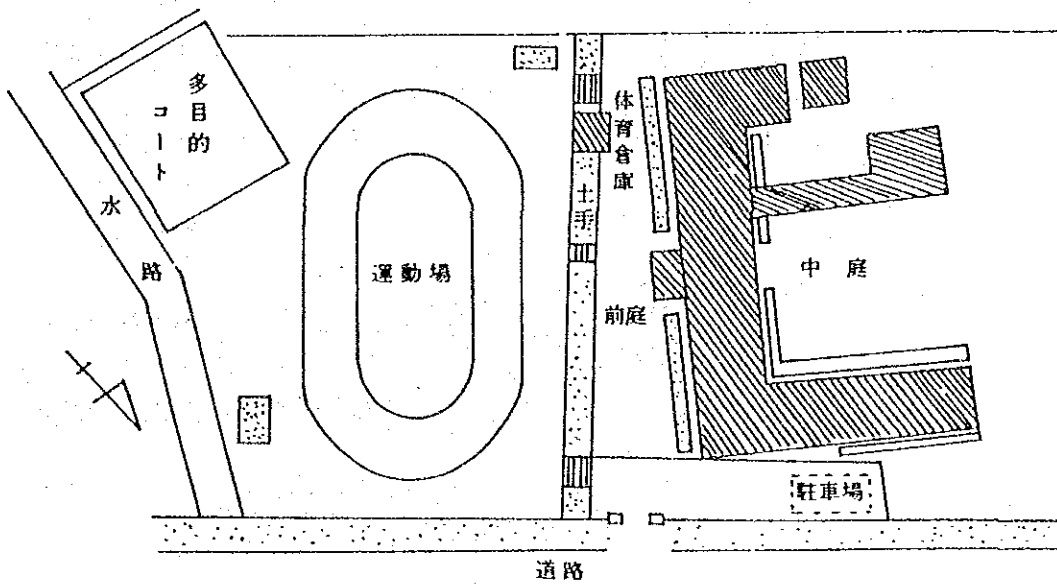 多目的
コート
水路
運動場
体育倉庫
土手
前庭
中庭
駐車場
道路